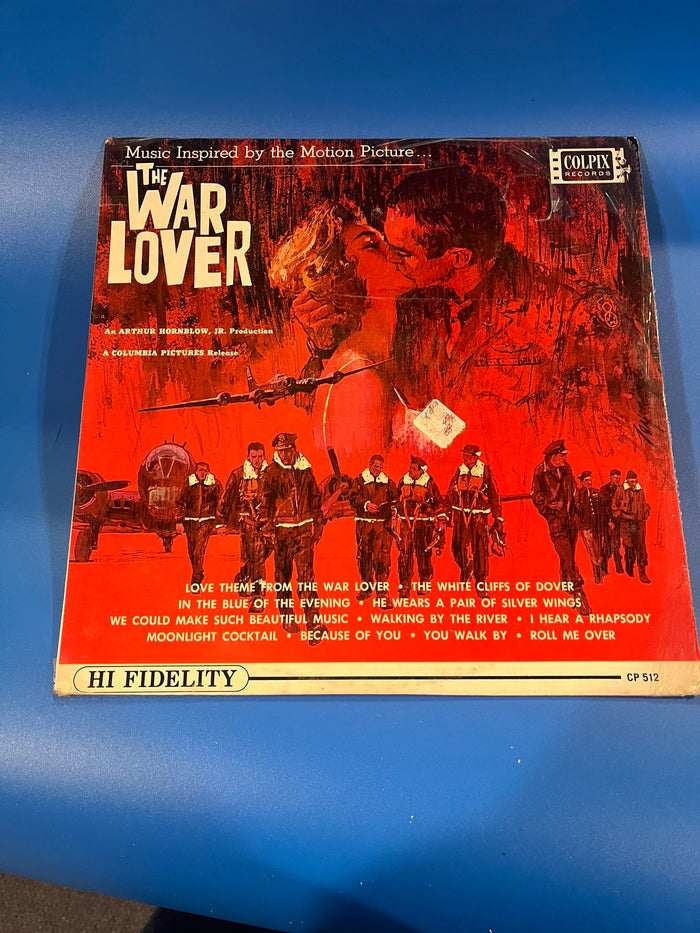 Music Inspired by the Motion Picture...
COLPIX
RECORDS
THE
WAR
LOVER
An ARTHUR HORNBLOW, JR. Production
A COLUMBIA PICTURES Release
LOVE THEME FROM THE WAR LOVER • THE WHITE CLIFFS OF DOVER
IN THE BLUE OF THE EVENING • HE WEARS A PAIR OF SILVER WINGS
WE COULD MAKE SUCH BEAUTIFUL MUSIC • WALKING BY THE RIVER • I HEAR A RHAPSODY
MOONLIGHT COCKTAIL • BECAUSE OF YOU • YOU WALK BY • ROLL ME OVER
HI FIDELITY
CP 512